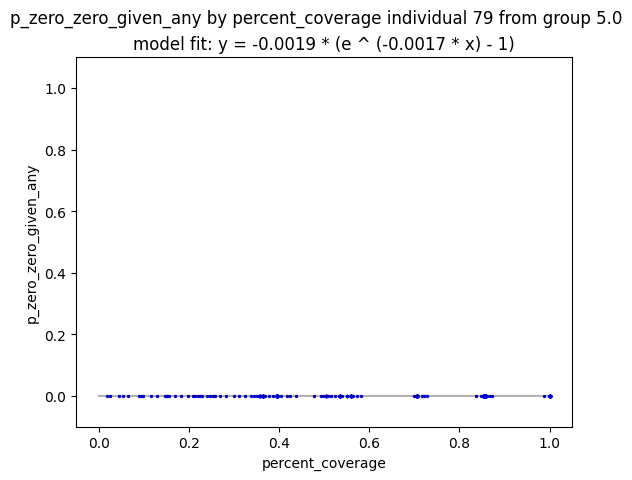 p_zero_zero_given_any by percent_coverage individual 79 from group 5.0
model fit: y = -0.0019 * (e ^ (-0.0017 * x) - 1)
1.0
0.8
0.6
0.4
0.2
0.0
p_zero_zero_given_any
0.0 0.2 0.4 0.6 0.8 1.0
percent_coverage